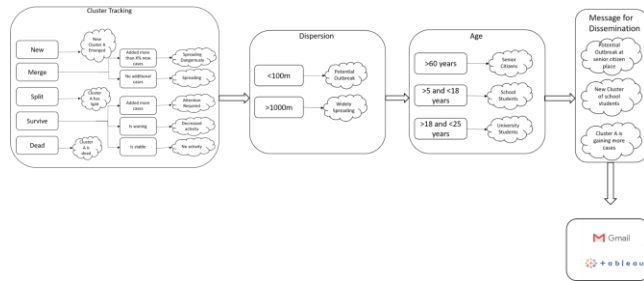 Cluster Tracking
New
Merge
Split
Survive
Dead
New
Cluster A
Emerged
Cluster
A has
Split
Cluster
A is
dead
Added more
than X% new
cases
No additional
cases
Added more
cases
Is waning
Is stable
Spreading
Dangerously
Spreading
Attention
Required
Decreased
activity
No activity
Dispersion
<100m
>1000m
Potential
Outbreak
Widely
Spreading
Age
>60 years
>5 and <18
years
>18 and <25
years
Senior
Citizens
School
Students
University
Students
Message for
Dissemination
Potential
Outbreak at
senior citizen
place
New Cluster
of school
students
Cluster A is
gaining more
cases
Gmail
+ableau